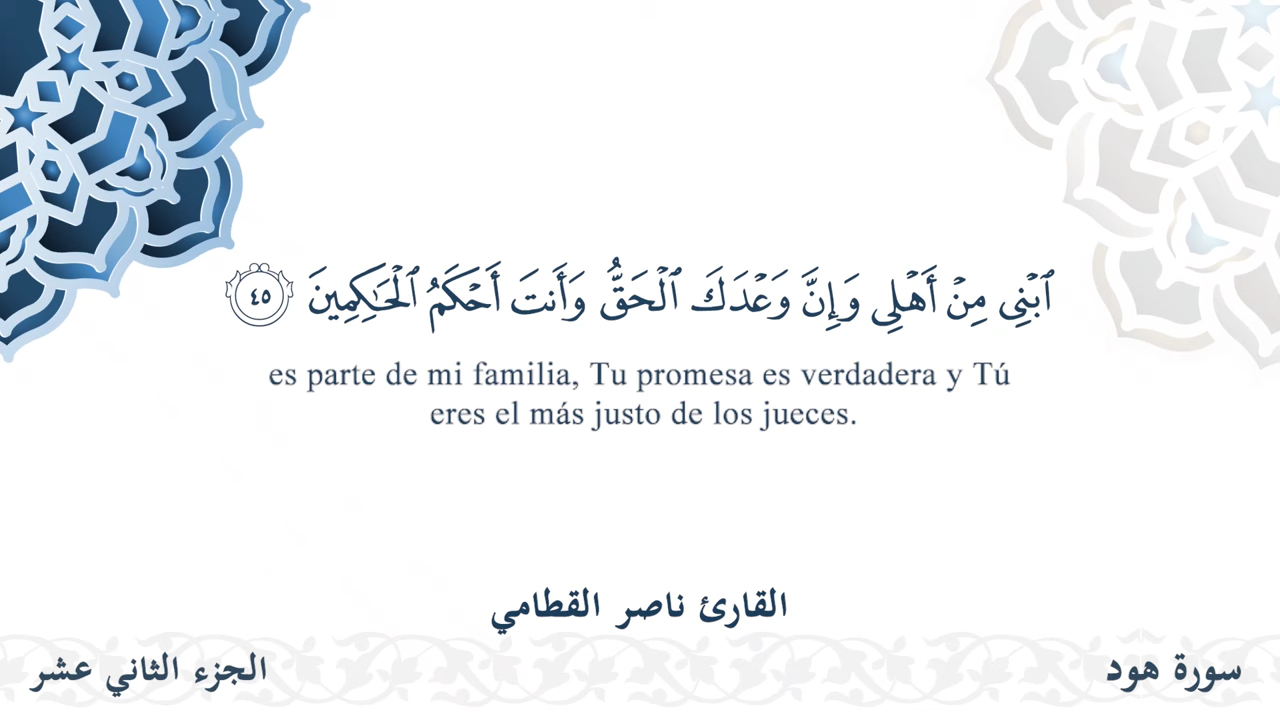 ٱبۡنِي مِنۡ أَهۡلِي وَإِنَّ وَعۡدَكَ ٱلۡحَقُّ وَأَنتَ أَحۡكَمُ ٱلۡحَٰكِمِينَ ٤٥
es parte de mi familia, Tu promesa es verdadera y Tú
eres el más justo de los jueces.
القارئ ناصر القطامي
سورة هود
الجزء الثاني عشر